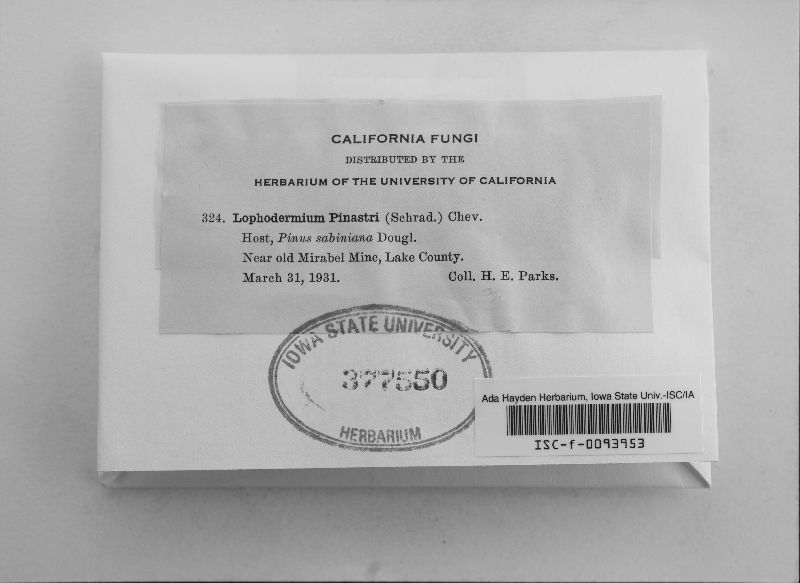 CALIFORNIA FUNGI
DISTRIBUTED BY THE
HERBARIUM OF THE UNIVERSITY OF CALIFORNIA
324. Lophodermium Pinastri (Schrad.) Chev.
Host, Pinus sabiniana Dougl.
Near old Mirabel Mine, Lake County.
March 31, 1931. Coll. H. E. Parks.
IOWA STATE UNIVERSITY
377550
HERBARIUM
Ada Hayden Herbarium, Iowa State Univ.-ISC/IA
ISC-f-0093953